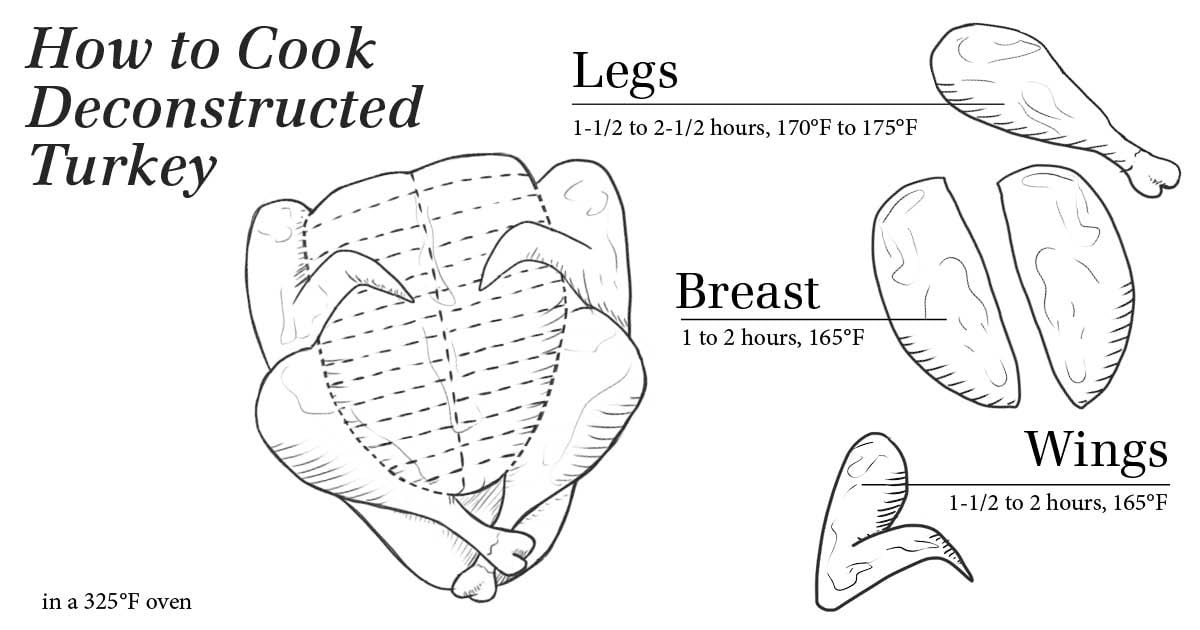 How to Cook
Deconstructed
Turkey
Legs
1-1/2 to 2-1/2 hours, 170°F to 175°F
Breast
1 to 2 hours, 165°F
Wings
1-1/2 to 2 hours, 165°F
in a 325°F oven